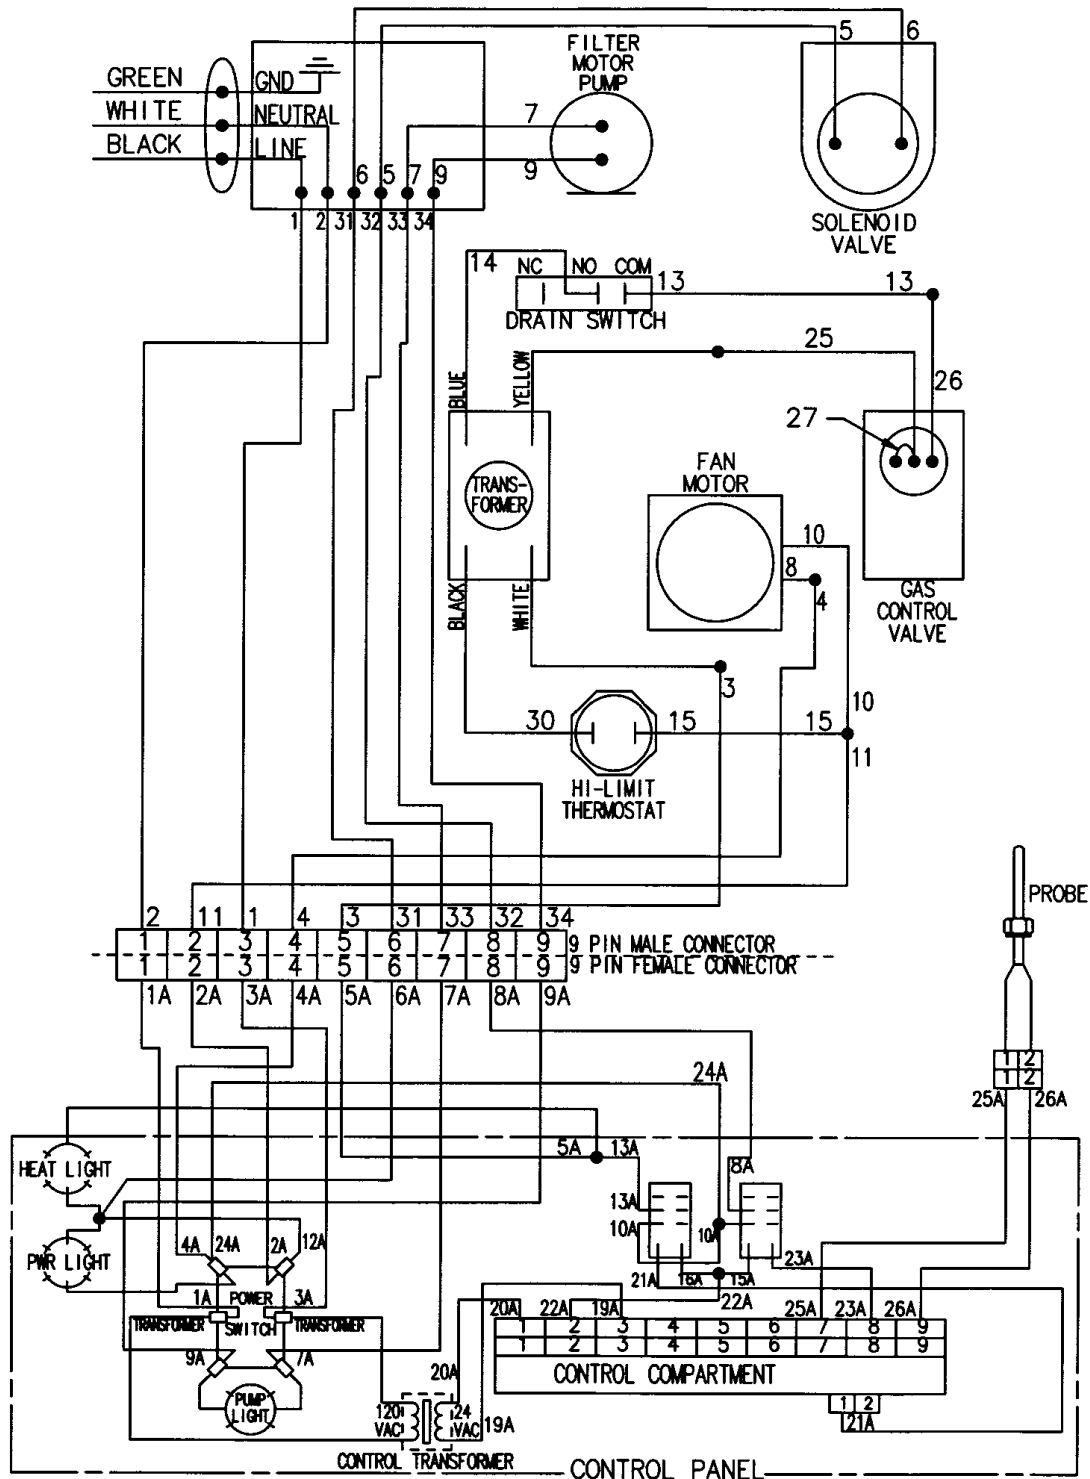 5 6
FILTER
MOTOR
PUMP
GREEN GND
WHITE NEUTRAL 7
BLACK LINE
6 5 7 9 9
1 2 31 32 33 34
SOLENOID
VALVE
14 NC NO COM 13 13
DRAIN SWITCH
25
BLUE YELLOW 26
27
FAN
MOTOR
TRANS-
FORMER
10
8
4
GAS
CONTROL
VALVE
BLACK WHITE
3
10
30 15 15
11
HI-LIMIT
THERMOSTAT
PROBE
2 11 1 4 3 31 33 32 34
1 2 3 4 5 6 7 8 9 9 PIN MALE CONNECTOR
1 2 3 4 5 6 7 8 9 9 PIN FEMALE CONNECTOR
1A 2A 3A 4A 5A 6A 7A 8A 9A
1 2
1 2
24A
25A 26A
5A 13A
HEAT LIGHT 8A
13A
10A 10A
4A 24A 2A 12A
PWR LIGHT 23A
21A 16A 15A
1A POWER 3A 22A
20A 22A 19A 25A 23A 26A
TRANSFORMER SWITCH TRANSFORMER
1 2 3 4 5 6 7 8 9
1 2 3 4 5 6 7 8 9
9A 7A
20A
CONTROL COMPARTMENT
PUMP
LIGHT
120
VAC
24
VAC 19A
1 2
21A
CONTROL TRANSFORMER
CONTROL PANEL